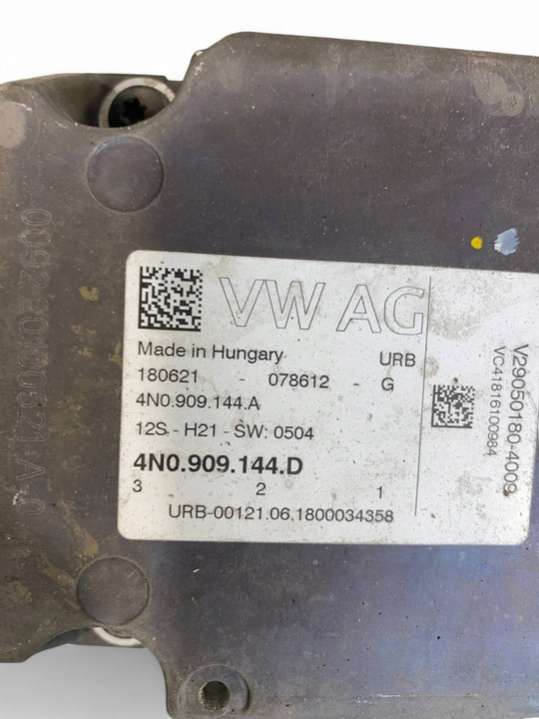 VW AG
Made in Hungary URB
180621 - 078612 - G
4N0.909.144.A
12S - H21 - SW: 0504
4N0.909.144.D
3 2 1
URB-00121.06.1800034358
V29050180-4009
VC41816100984